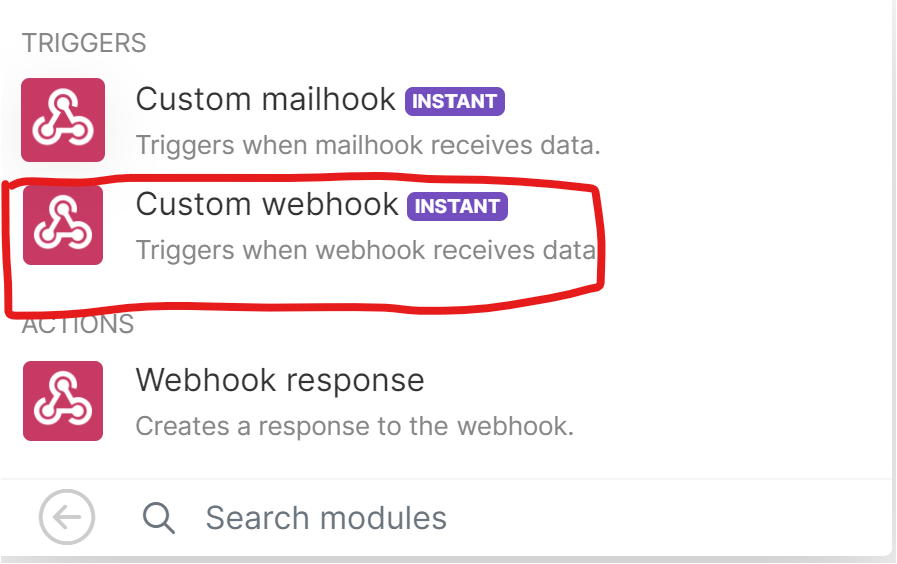 TRIGGERS
Custom mailhook INSTANT
Triggers when mailhook receives data.
Custom webhook INSTANT
Triggers when webhook receives data
ACTIONS
Webhook response
Creates a response to the webhook.
Search modules